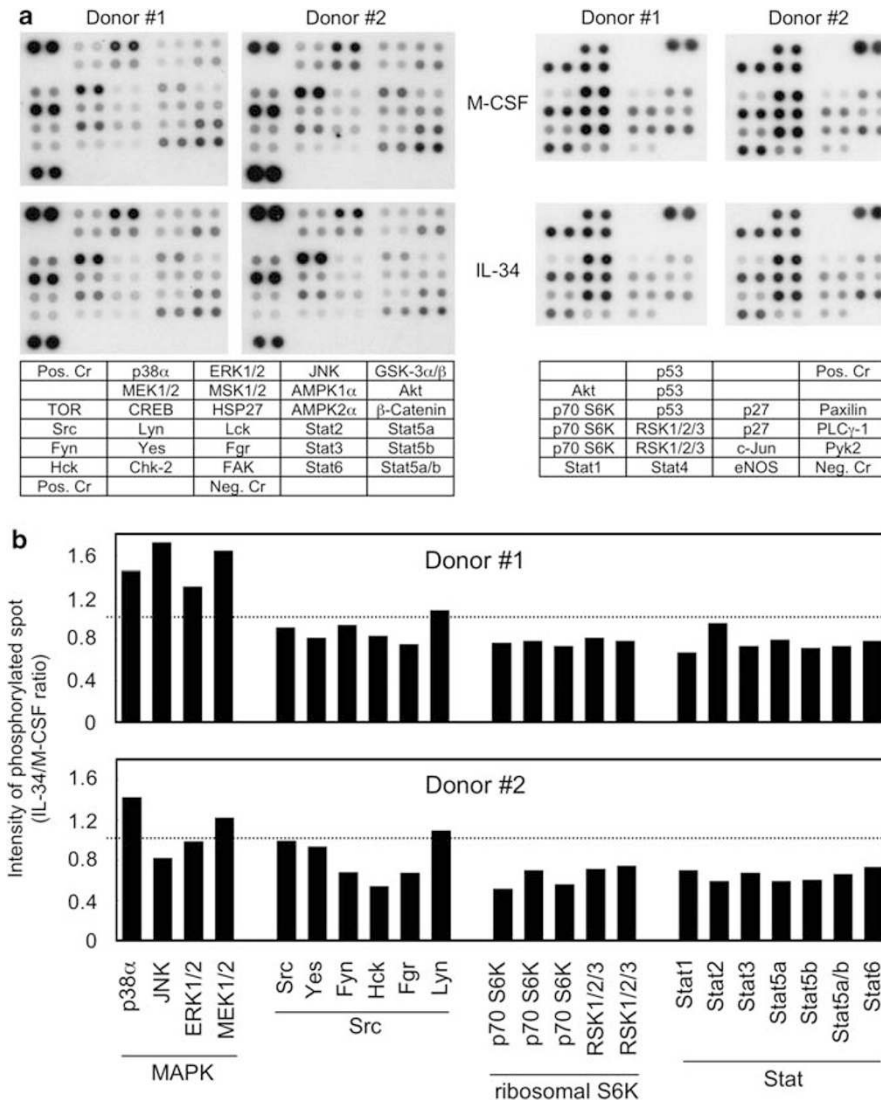 a
Donor #1 Donor #2 Donor #1 Donor #2
M-CSF
IL-34
Pos. Cr p38α ERK1/2 JNK GSK-3α/β
MEK1/2 MSK1/2 AMPK1α Akt
TOR CREB HSP27 AMPK2α β-Catenin
Src Lyn Lck Stat2 Stat5a
Fyn Yes Fgr Stat3 Stat5b
Hck Chk-2 FAK Stat6 Stat5a/b
Pos. Cr Neg. Cr
p53 Pos. Cr
Akt p53
p70 S6K p53 p27 Paxilin
p70 S6K RSK1/2/3 p27 PLCγ-1
p70 S6K RSK1/2/3 c-Jun Pyk2
Stat1 Stat4 eNOS Neg. Cr
b
Intensity of phosphorylated spot
(IL-34/M-CSF ratio)
Donor #1
1.6
1.2
0.8
0.4
0
Donor #2
1.6
1.2
0.8
0.4
0
p38α JNK ERK1/2 MEK1/2 Src Yes Fyn Hck Fgr Lyn p70 S6K p70 S6K p70 S6K RSK1/2/3 RSK1/2/3 Stat1 Stat2 Stat3 Stat5a Stat5b Stat5a/b Stat6
MAPK Src ribosomal S6K Stat